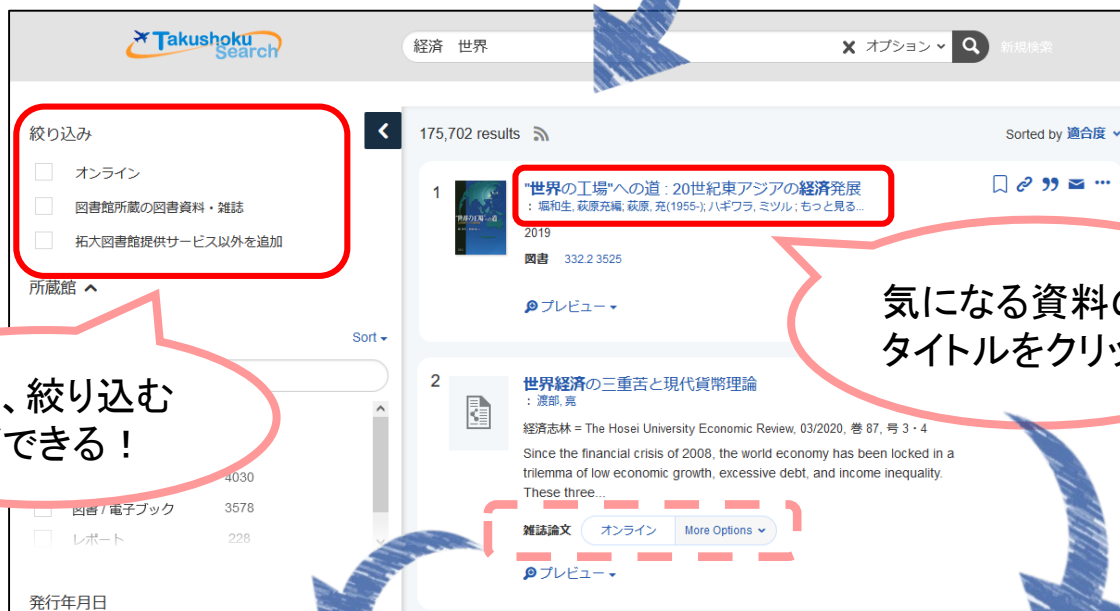 Takushoku
Search
経済 世界
オプション
新規検索
絞り込み
オンライン
図書館所蔵の図書資料・雑誌
拓大図書館提供サービス以外を追加
所蔵館
Sort
、絞り込む
できる！
4030
図書 / 電子ブック 3578
レポート 228
発行年月日
175,702 results
Sorted by 適合度
1
"世界の工場"への道 : 20世紀東アジアの経済発展
: 堀和生, 萩原充編; 萩原, 充(1955-); ハギワラ, ミツル ; もっと見る...
2019
図書 332.2 3525
プレビュー
気になる資料の
タイトルをクリッ
2
世界経済の三重苦と現代貨幣理論
: 渡部, 亮
経済志林 = The Hosei University Economic Review, 03/2020, 巻 87, 号 3・4
Since the financial crisis of 2008, the world economy has been locked in a
trilemma of low economic growth, excessive debt, and income inequality.
These three...
雑誌論文 オンライン More Options
プレビュー